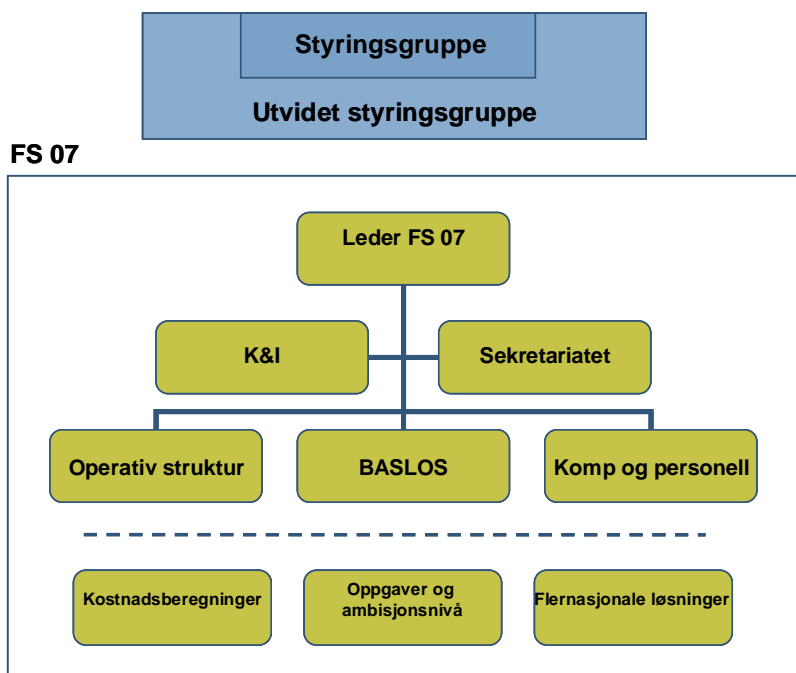 Styringsgruppe
Utvidet styringsgruppe
FS 07
Leder FS 07
K&I
Sekretariatet
Operativ struktur
BASLOS
Komp og personell
Kostnadsberegninger
Oppgaver og
ambisjonsnivå
Flernasjonale løsninger